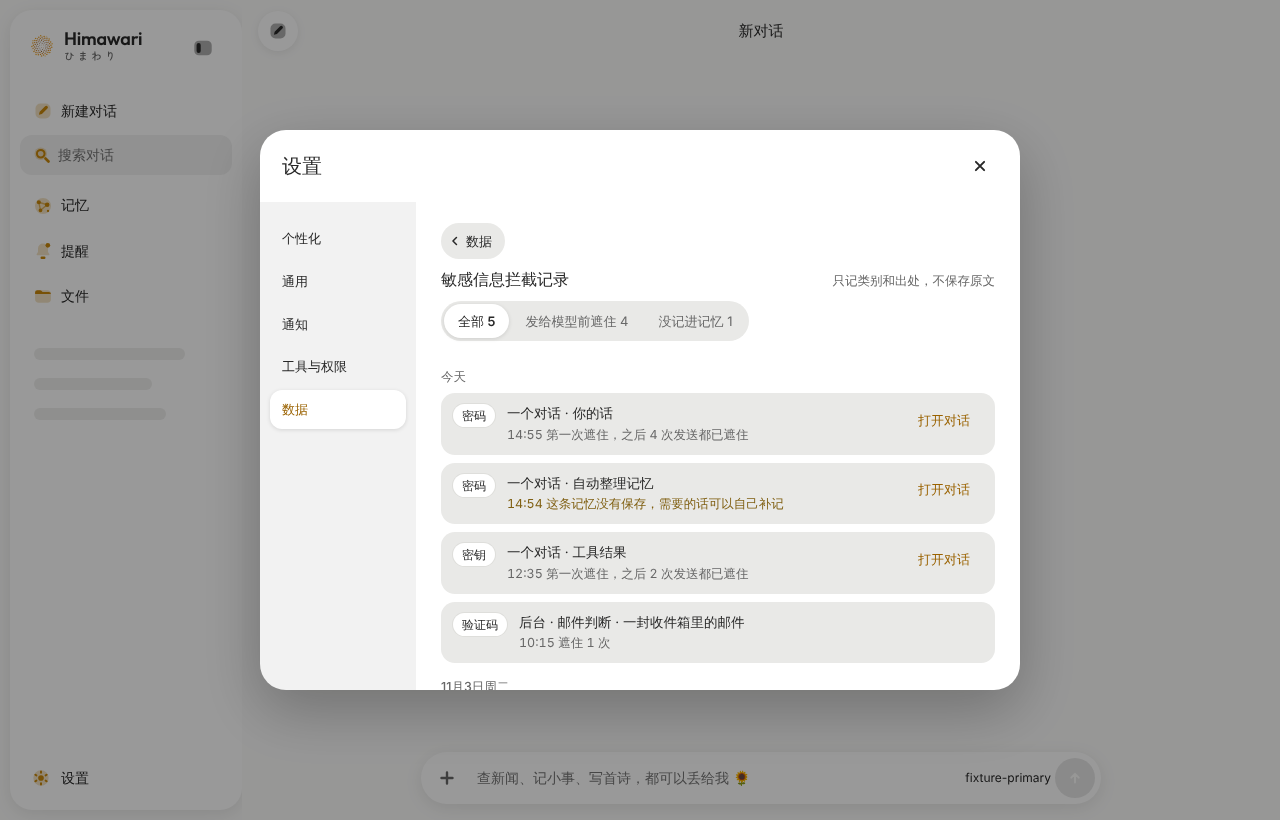 Himawari
ひまわり
新建对话
搜索对话
记忆
提醒
文件
设置
新对话
设置
个性化
通用
通知
工具与权限
数据
数据
敏感信息拦截记录
只记类别和出处，不保存原文
全部 5
发给模型前遮住 4
没记进记忆 1
今天
密码
一个对话 · 你的话
14:55 第一次遮住，之后 4 次发送都已遮住
打开对话
密码
一个对话 · 自动整理记忆
14:54 这条记忆没有保存，需要的话可以自己补记
打开对话
密钥
一个对话 · 工具结果
12:35 第一次遮住，之后 2 次发送都已遮住
打开对话
验证码
后台 · 邮件判断 · 一封收件箱里的邮件
10:15 遮住 1 次
11月3日周二
查新闻、记小事、写首诗，都可以丢给我 🌻
fixture-primary